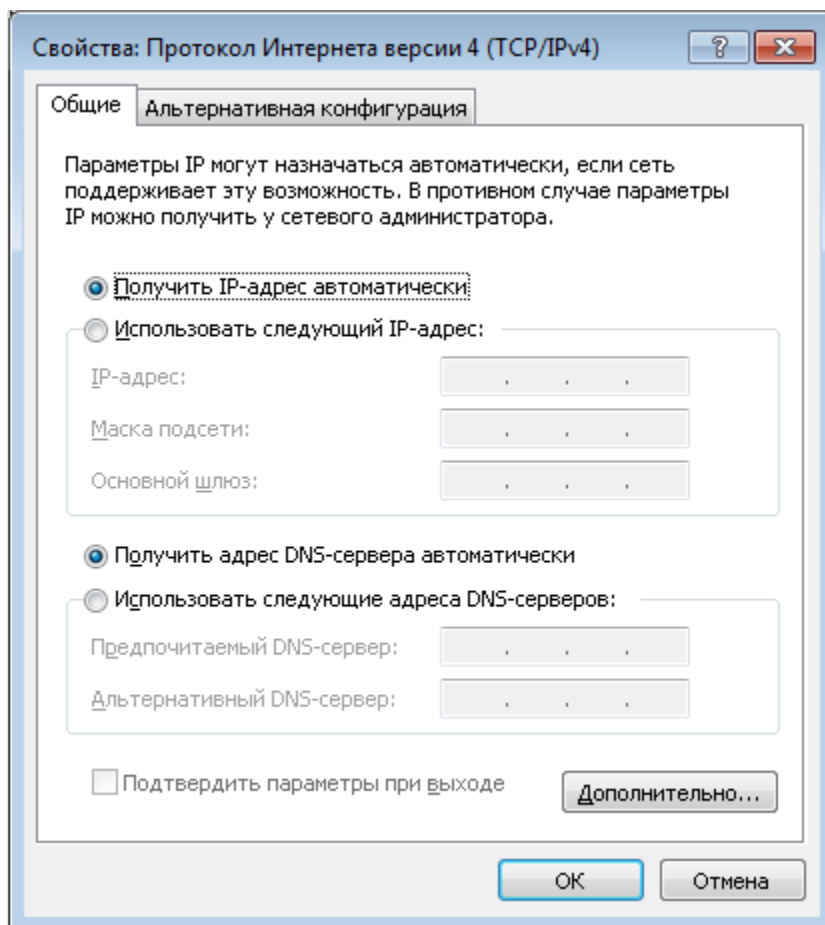 Свойства: Протокол Интернета версии 4 (TCP/IPv4)
Общие
Альтернативная конфигурация
Параметры IP могут назначаться автоматически, если сеть
поддерживает эту возможность. В противном случае параметры
IP можно получить у сетевого администратора.
Получить IP-адрес автоматически
Использовать следующий IP-адрес:
IP-адрес:
Маска подсети:
Основной шлюз:
Получить адрес DNS-сервера автоматически
Использовать следующие адреса DNS-серверов:
Предпочитаемый DNS-сервер:
Альтернативный DNS-сервер:
Подтвердить параметры при выходе
Дополнительно...
ОК
Отмена